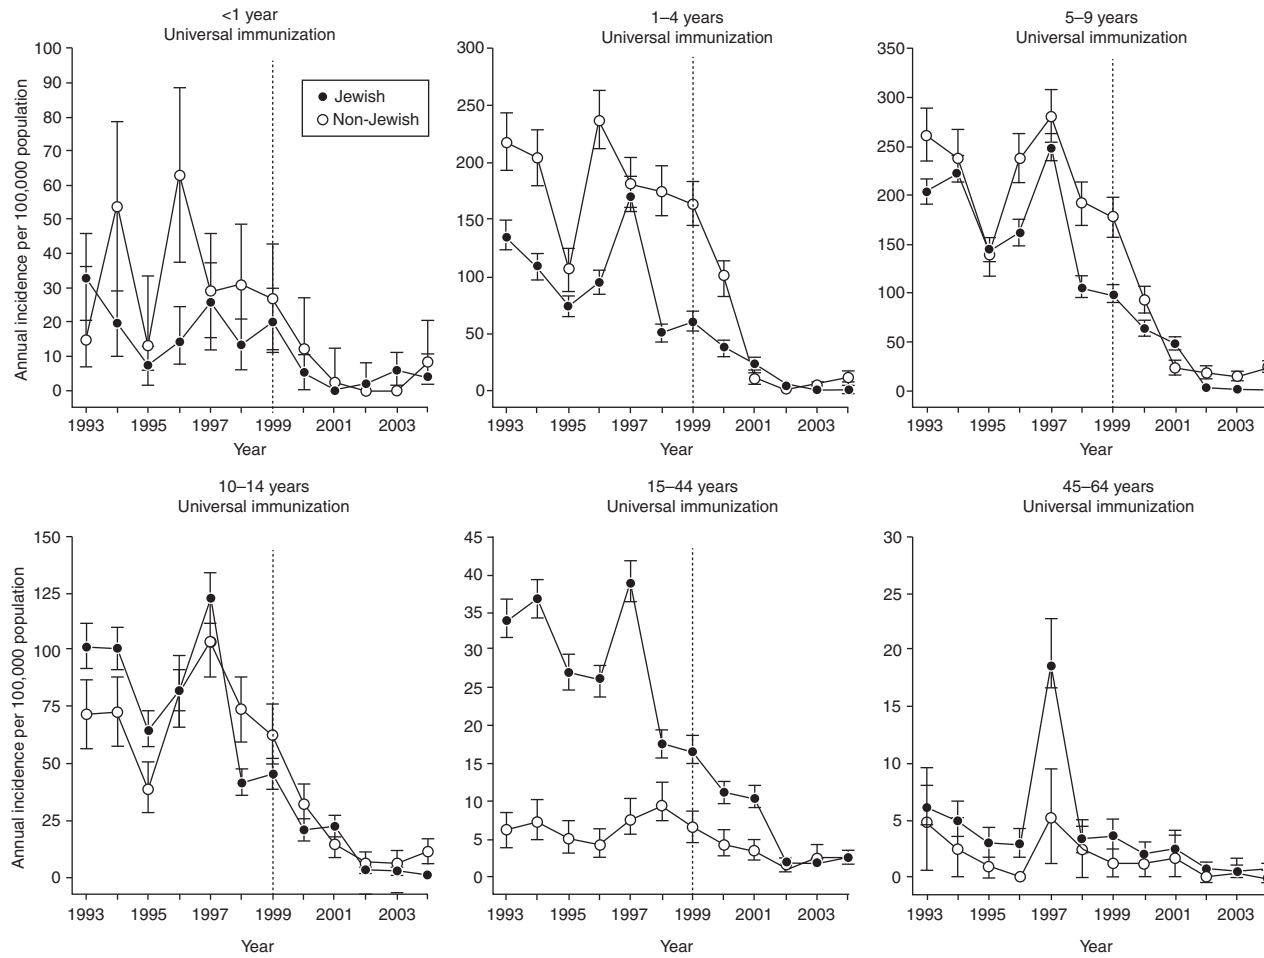 <1 year
Universal immunization
1–4 years
Universal immunization
5–9 years
Universal immunization
Annual incidence per 100,000 population
100
90
80
70
60
50
40
30
20
10
0
Jewish
Non-Jewish
1993 1995 1997 1999 2001 2003
Year
300
250
200
150
100
50
0
1993 1995 1997 1999 2001 2003
Year
350
300
250
200
150
100
50
0
1993 1995 1997 1999 2001 2003
Year
10–14 years
Universal immunization
15–44 years
Universal immunization
45–64 years
Universal immunization
Annual incidence per 100,000 population
150
125
100
75
50
25
0
1993 1995 1997 1999 2001 2003
Year
45
40
35
30
25
20
15
10
5
0
1993 1995 1997 1999 2001 2003
Year
30
25
20
15
10
5
0
1993 1995 1997 1999 2001 2003
Year